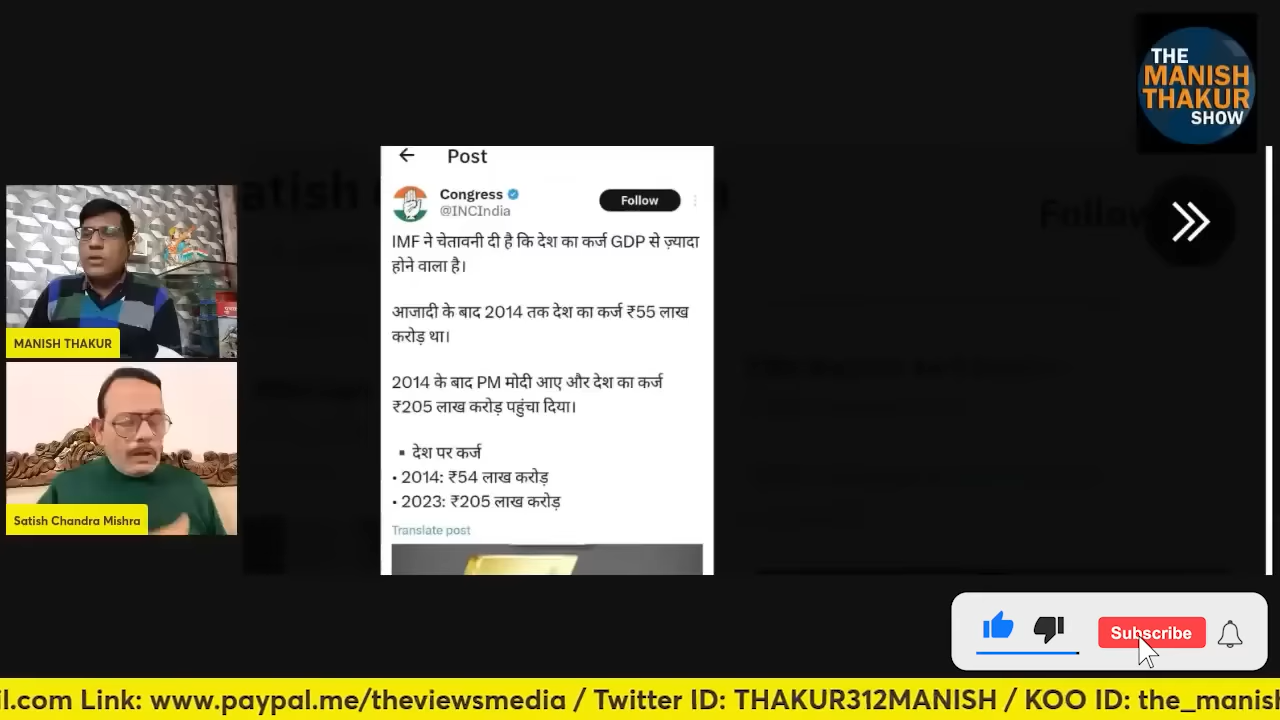 THE
MANISH
THAKUR
SHOW
Post
Congress
@INCIndia
Follow
IMF ने चेतावनी दी है कि देश का कर्ज GDP से ज़्यादा
होने वाला है।
आजादी के बाद 2014 तक देश का कर्ज ₹55 लाख
करोड़ था।
2014 के बाद PM मोदी आए और देश का कर्ज
₹205 लाख करोड़ पहुंचा दिया।
▪ देश पर कर्ज
• 2014: ₹54 लाख करोड़
• 2023: ₹205 लाख करोड़
Translate post
atish
Follow
MANISH THAKUR
Satish Chandra Mishra
Subscribe
il.com Link: www.paypal.me/theviewsmedia / Twitter ID: THAKUR312MANISH / KOO ID: the_manish